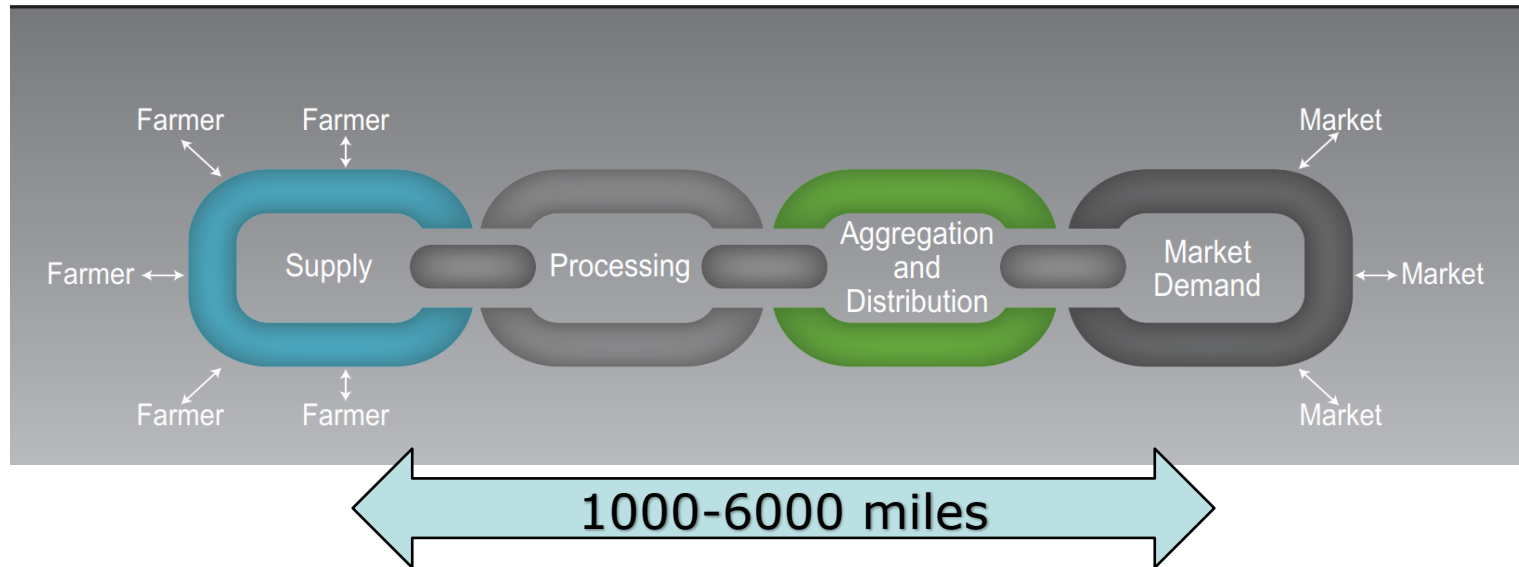 Farmer
Farmer
Market
Farmer
Supply
Processing
Aggregation
and
Distribution
Market
Demand
Market
Farmer
Farmer
Market
1000-6000 miles